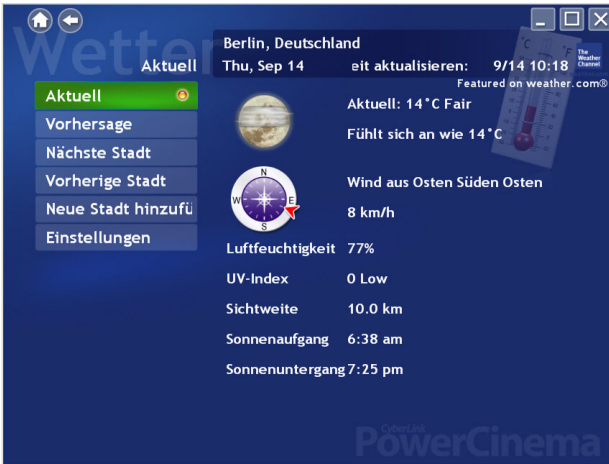 Wetter
Aktuell
Berlin, Deutschland
Thu, Sep 14 eit aktualisieren: 9/14 10:18
The Weather Channel
Featured on weather.com®
°C °F
Aktuell
Vorhersage
Nächste Stadt
Vorherige Stadt
Neue Stadt hinzufü
Einstellungen
Aktuell: 14°C Fair
Fühlt sich an wie 14°C
N
W E
S
Wind aus Osten Süden Osten
8 km/h
Luftfeuchtigkeit 77%
UV-Index 0 Low
Sichtweite 10.0 km
Sonnenaufgang 6:38 am
Sonnenuntergang 7:25 pm
CyberLink
PowerCinema